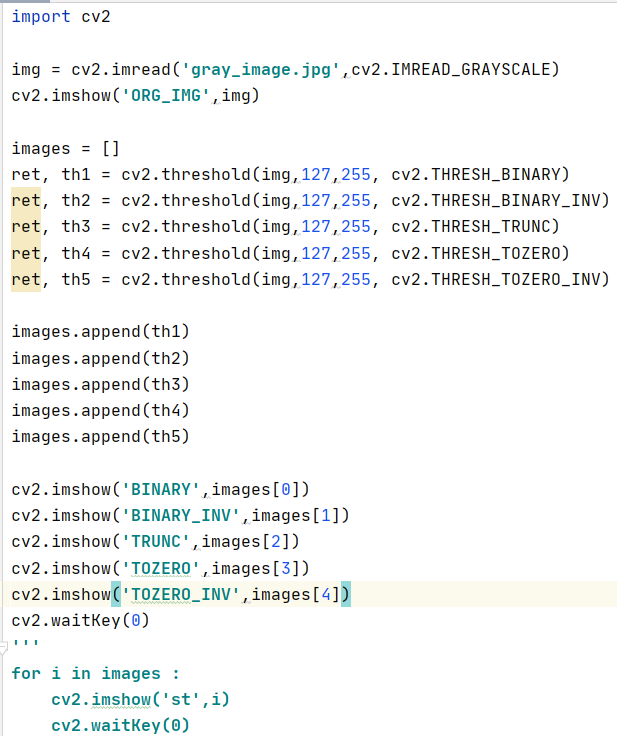 import cv2
img = cv2.imread('gray_image.jpg',cv2.IMREAD_GRAYSCALE)
cv2.imshow('ORG_IMG',img)
images = []
ret, th1 = cv2.threshold(img,127,255, cv2.THRESH_BINARY)
ret, th2 = cv2.threshold(img,127,255, cv2.THRESH_BINARY_INV)
ret, th3 = cv2.threshold(img,127,255, cv2.THRESH_TRUNC)
ret, th4 = cv2.threshold(img,127,255, cv2.THRESH_TOZERO)
ret, th5 = cv2.threshold(img,127,255, cv2.THRESH_TOZERO_INV)
images.append(th1)
images.append(th2)
images.append(th3)
images.append(th4)
images.append(th5)
cv2.imshow('BINARY',images[0])
cv2.imshow('BINARY_INV',images[1])
cv2.imshow('TRUNC',images[2])
cv2.imshow('TOZERO',images[3])
cv2.imshow('TOZERO_INV',images[4])
cv2.waitKey(0)
'''
for i in images :
    cv2.imshow('st',i)
    cv2.waitKey(0)